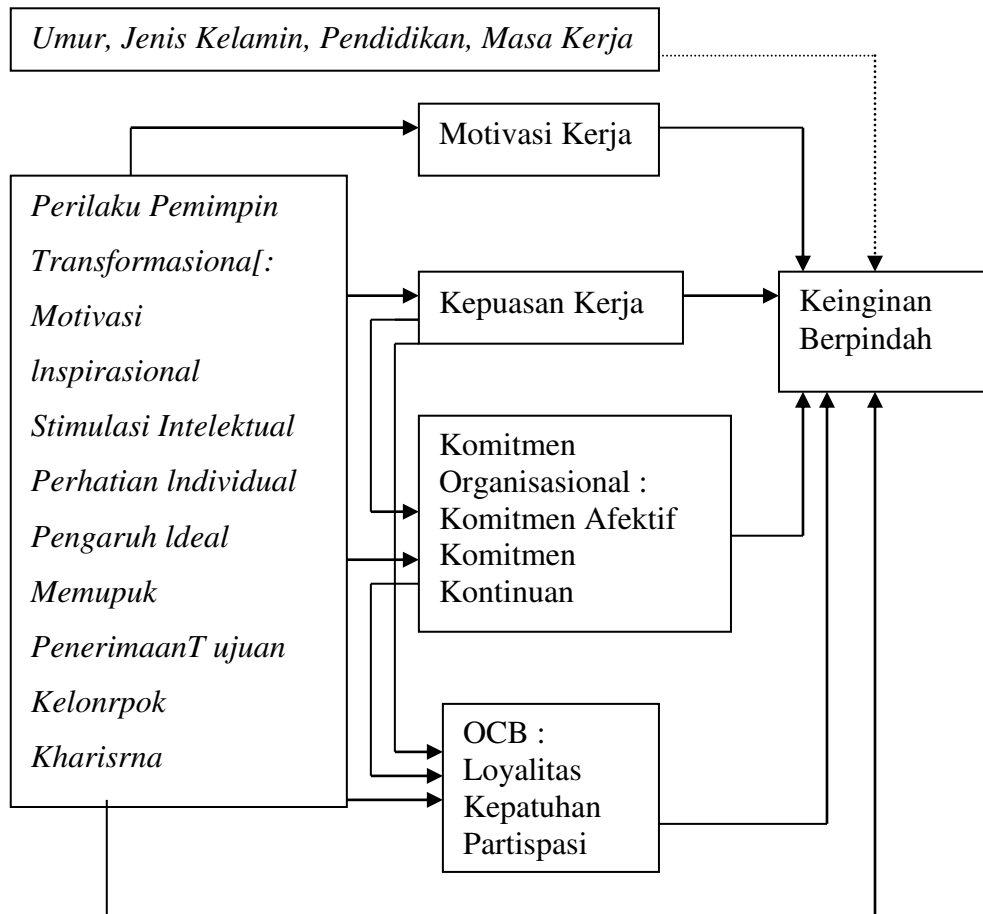 Umur, Jenis Kelamin, Pendidikan, Masa Kerja
Motivasi Kerja
Perilaku Pemimpin
Transformasiona[:
Motivasi
lnspirasional
Stimulasi Intelektual
Perhatian lndividual
Pengaruh ldeal
Memupuk
PenerimaanT ujuan
Kelonrpok
Kharisrna
Kepuasan Kerja
Keinginan
Berpindah
Komitmen
Organisasional :
Komitmen Afektif
Komitmen
Kontinuan
OCB :
Loyalitas
Kepatuhan
Partispasi